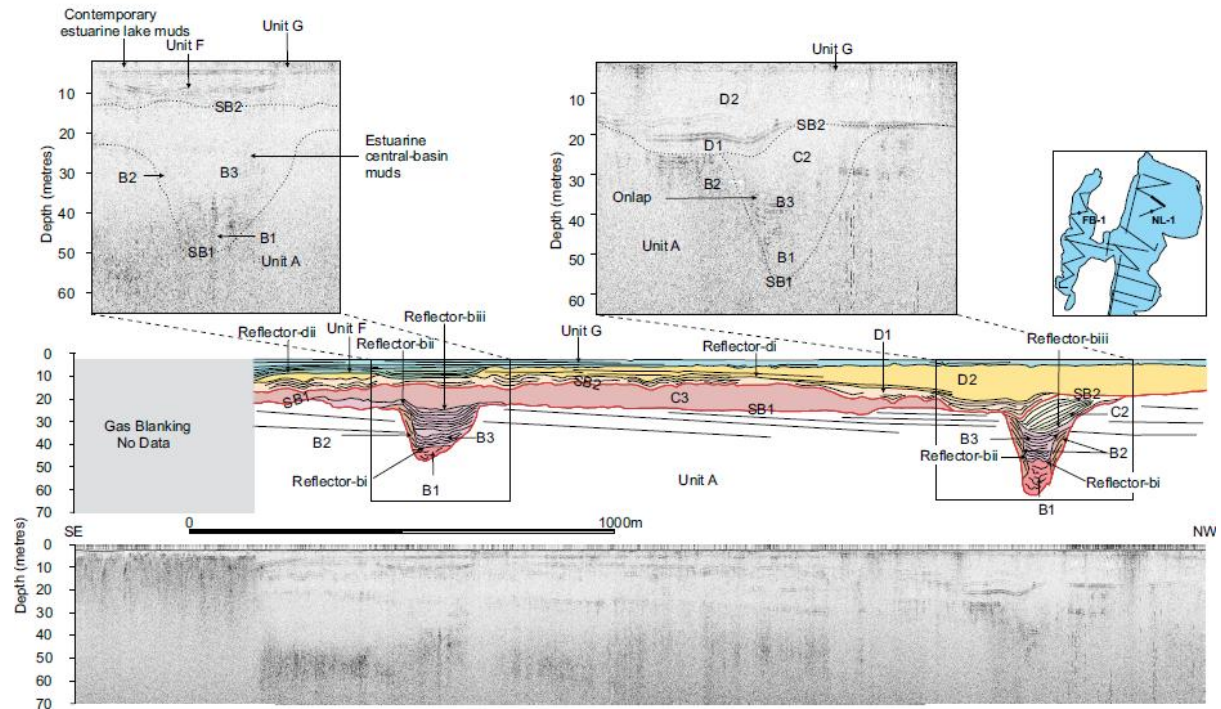 Contemporary
estuarine lake muds
Unit F
Unit G
Depth (metres)
10
20
30
40
50
60
SB2
B2
B3
Estuarine
central-basin
muds
B1
SB1
Unit A
Unit G
Depth (metres)
10
20
30
40
50
60
D2
SB2
D1
C2
B2
Onlap
B3
Unit A
B1
SB1
FB-1
NL-1
Reflector-dii
Unit F
Reflector-bii
Reflector-biii
Unit G
Reflector-di
D1
Reflector-biii
Depth (metres)
0
10
20
30
40
50
60
70
Gas Blanking
No Data
SB1
SB2
C3
SB1
D2
SB2
C2
B2
B3
B3
B2
Reflector-bii
Reflector-bi
Reflector-bi
B1
Unit A
B1
SE
0
1000m
NW
Depth (metres)
0
10
20
30
40
50
60
70